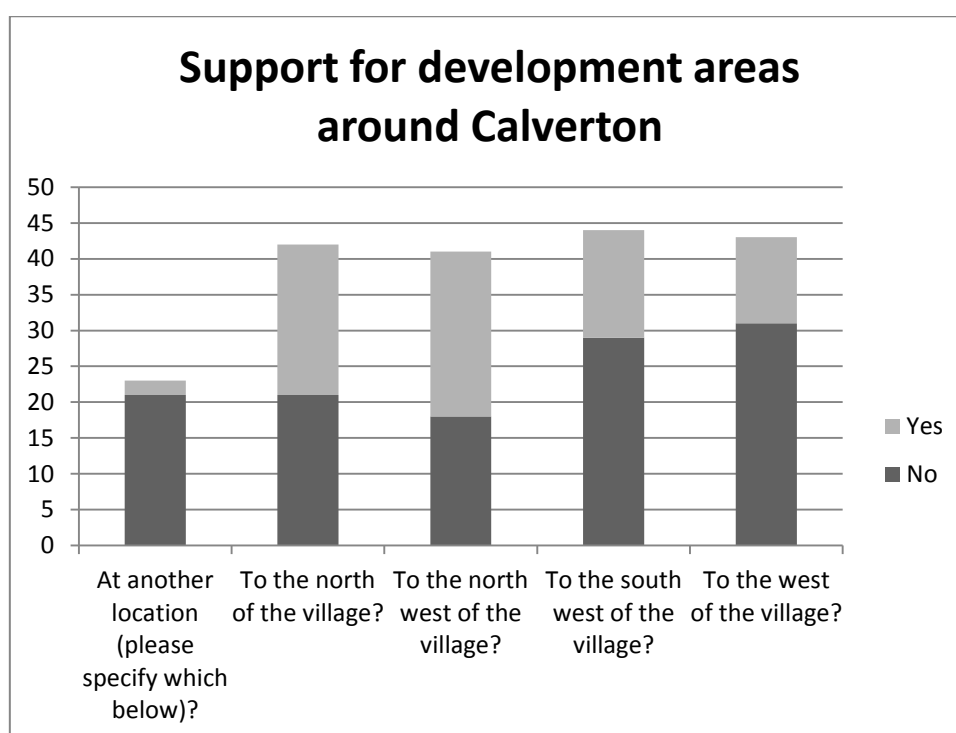 Support for development areas
around Calverton
50
45
40
35
30
25
20
15
10
5
0
Yes
No
At another
location
(please
specify which
below)?
To the north
of the village?
To the north
west of the
village?
To the south
west of the
village?
To the west
of the village?